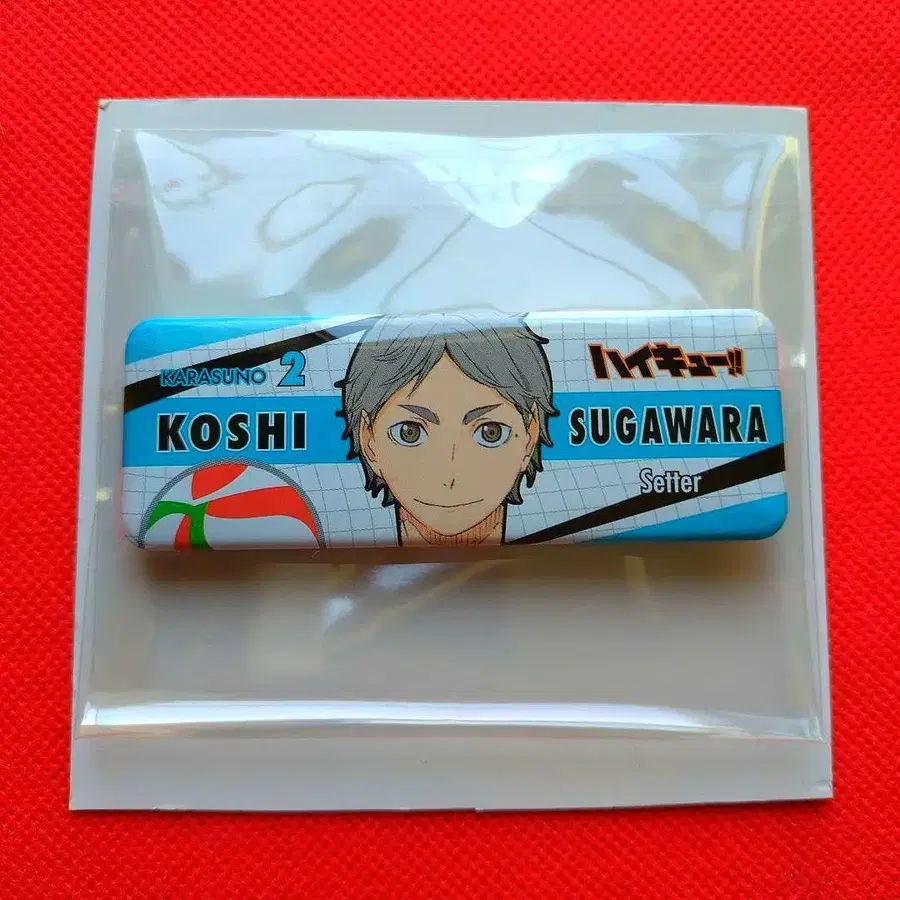 KARASUNO 2
ハイキュー!!
KOSHI
SUGAWARA
Setter